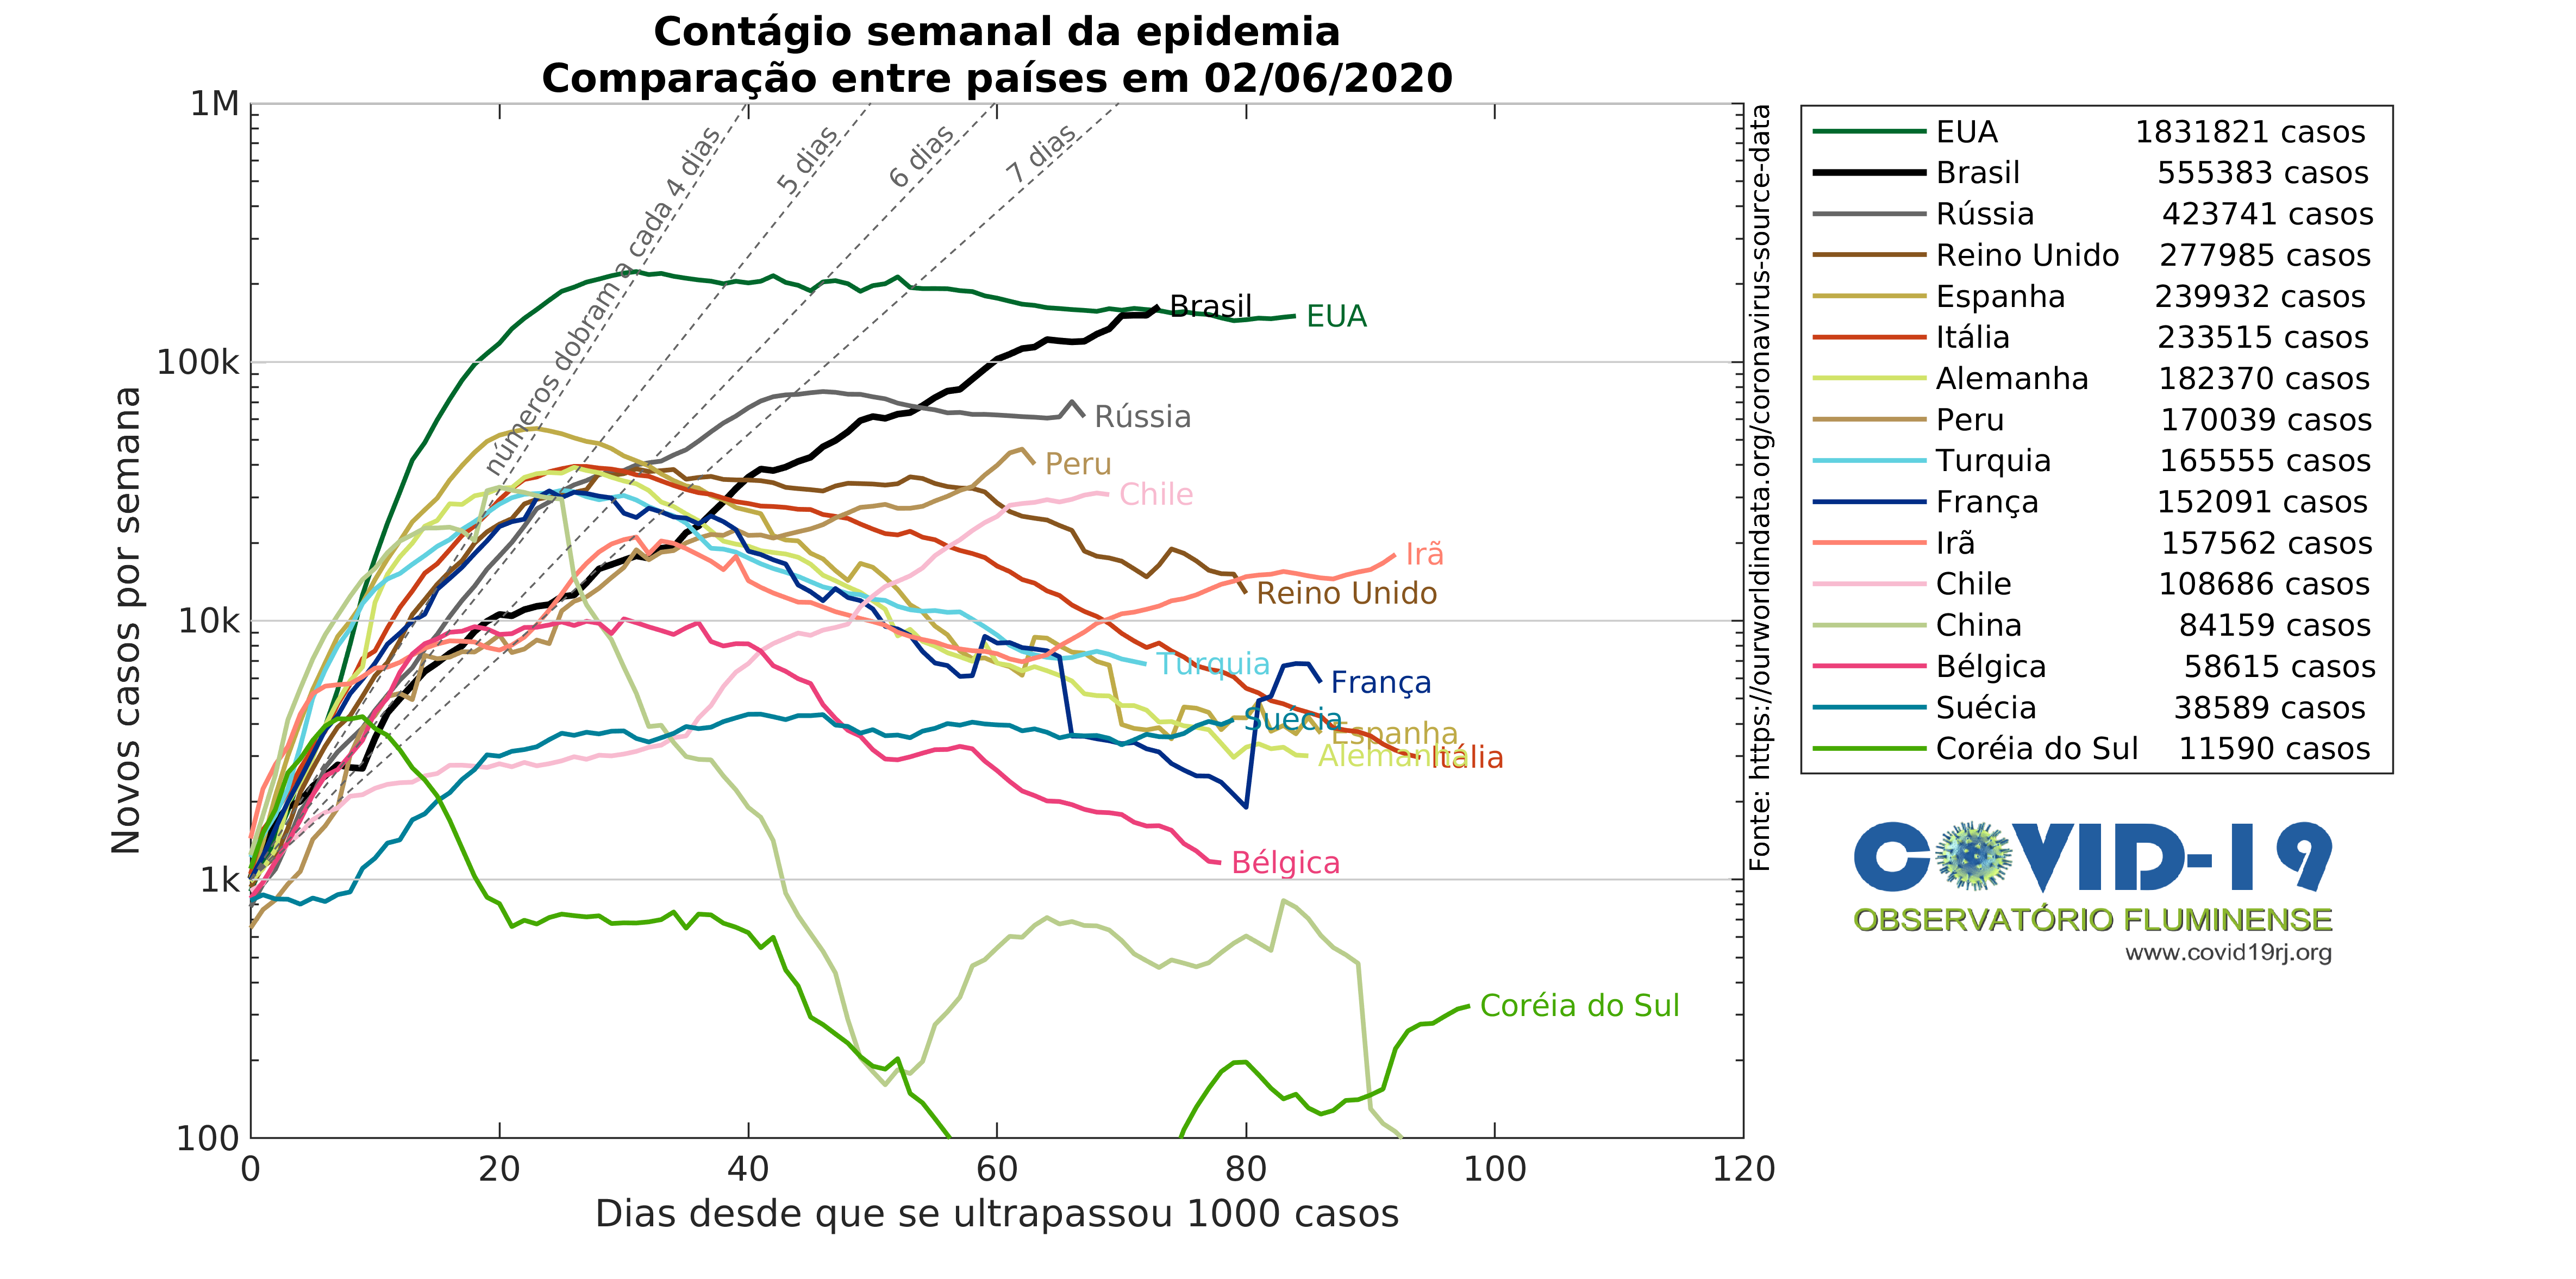 Contágio semanal da epidemia
Comparação entre países em 02/06/2020
Novos casos por semana
1M
100k
10k
1k
100
0 20 40 60 80 100 120
Dias desde que se ultrapassou 1000 casos
números dobram a cada 4 dias
5 dias
6 dias
7 dias
Brasil
EUA
Rússia
Peru
Chile
Irã
Reino Unido
Turquia
França
Suécia
Espanha
Alemanha
Itália
Bélgica
Coréia do Sul
Fonte: https://ourworldindata.org/coronavirus-source-data
EUA 1831821 casos
Brasil 555383 casos
Rússia 423741 casos
Reino Unido 277985 casos
Espanha 239932 casos
Itália 233515 casos
Alemanha 182370 casos
Peru 170039 casos
Turquia 165555 casos
França 152091 casos
Irã 157562 casos
Chile 108686 casos
China 84159 casos
Bélgica 58615 casos
Suécia 38589 casos
Coréia do Sul 11590 casos
COVID-19
OBSERVATÓRIO FLUMINENSE
www.covid19rj.org